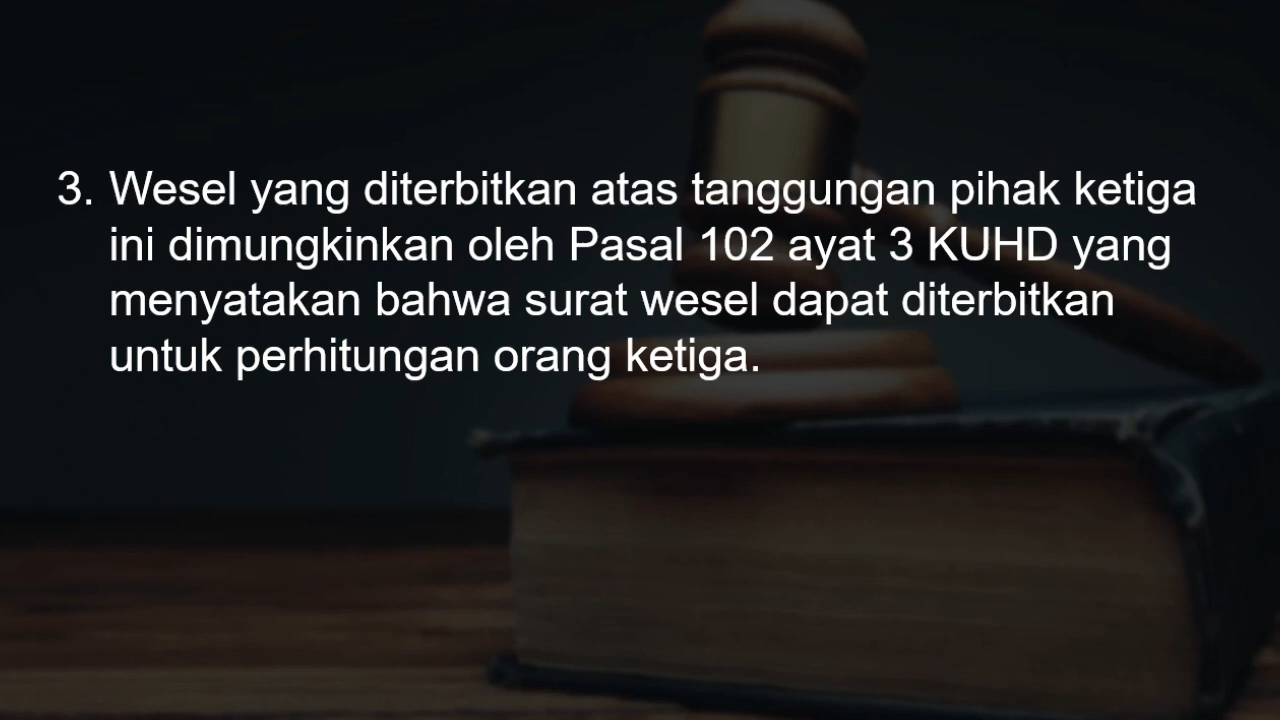 3. Wesel yang diterbitkan atas tanggungan pihak ketiga
ini dimungkinkan oleh Pasal 102 ayat 3 KUHD yang
menyatakan bahwa surat wesel dapat diterbitkan
untuk perhitungan orang ketiga.